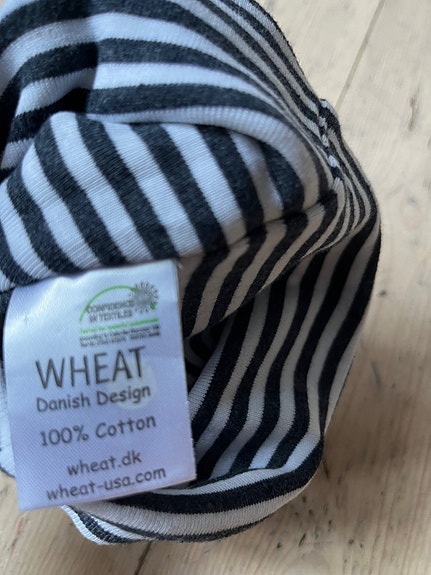 CONFIDENCE
IN TEXTILES
WHEAT
Danish Design
100% Cotton
wheat.dk
wheat-usa.com